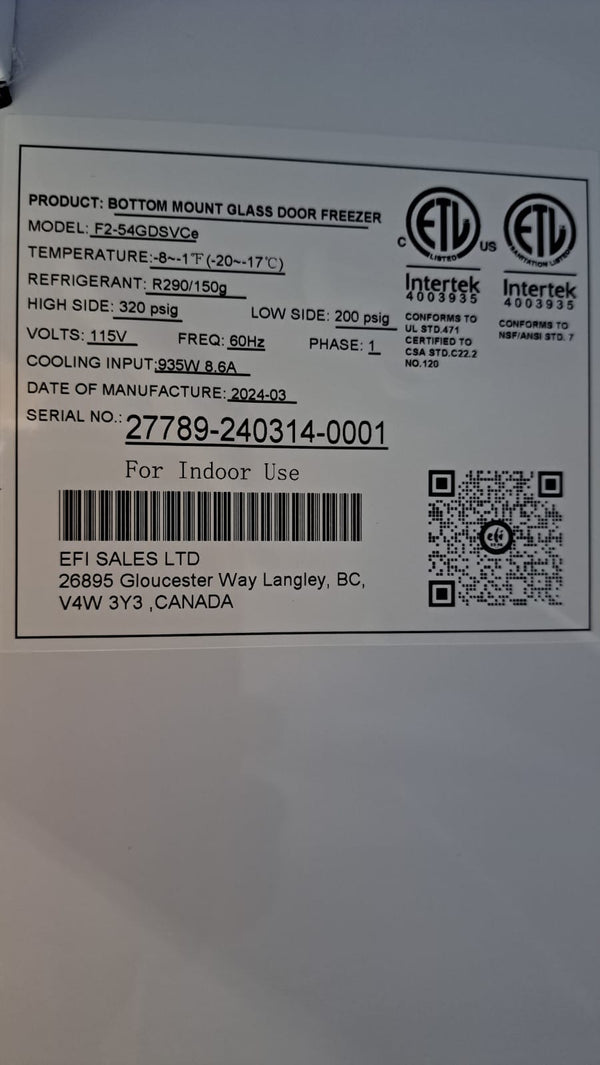 PRODUCT: BOTTOM MOUNT GLASS DOOR FREEZER
MODEL: F2-54GDSVCe
TEMPERATURE:-8~-1℉(-20~-17℃)
REFRIGERANT: R290/150g
HIGH SIDE: 320 psig LOW SIDE: 200 psig
VOLTS: 115V FREQ: 60Hz PHASE: 1
COOLING INPUT:935W 8.6A
DATE OF MANUFACTURE: 2024-03
SERIAL NO.: 27789-240314-0001
For Indoor Use
EFI SALES LTD
26895 Gloucester Way Langley, BC,
V4W 3Y3 ,CANADA
C ETL US
LISTED
Intertek
4003935
CONFORMS TO
UL STD.471
CERTIFIED TO
CSA STD.C22.2
NO.120
ETL
SANITATION LISTED
Intertek
4003935
CONFORMS TO
NSF/ANSI STD. 7
efi